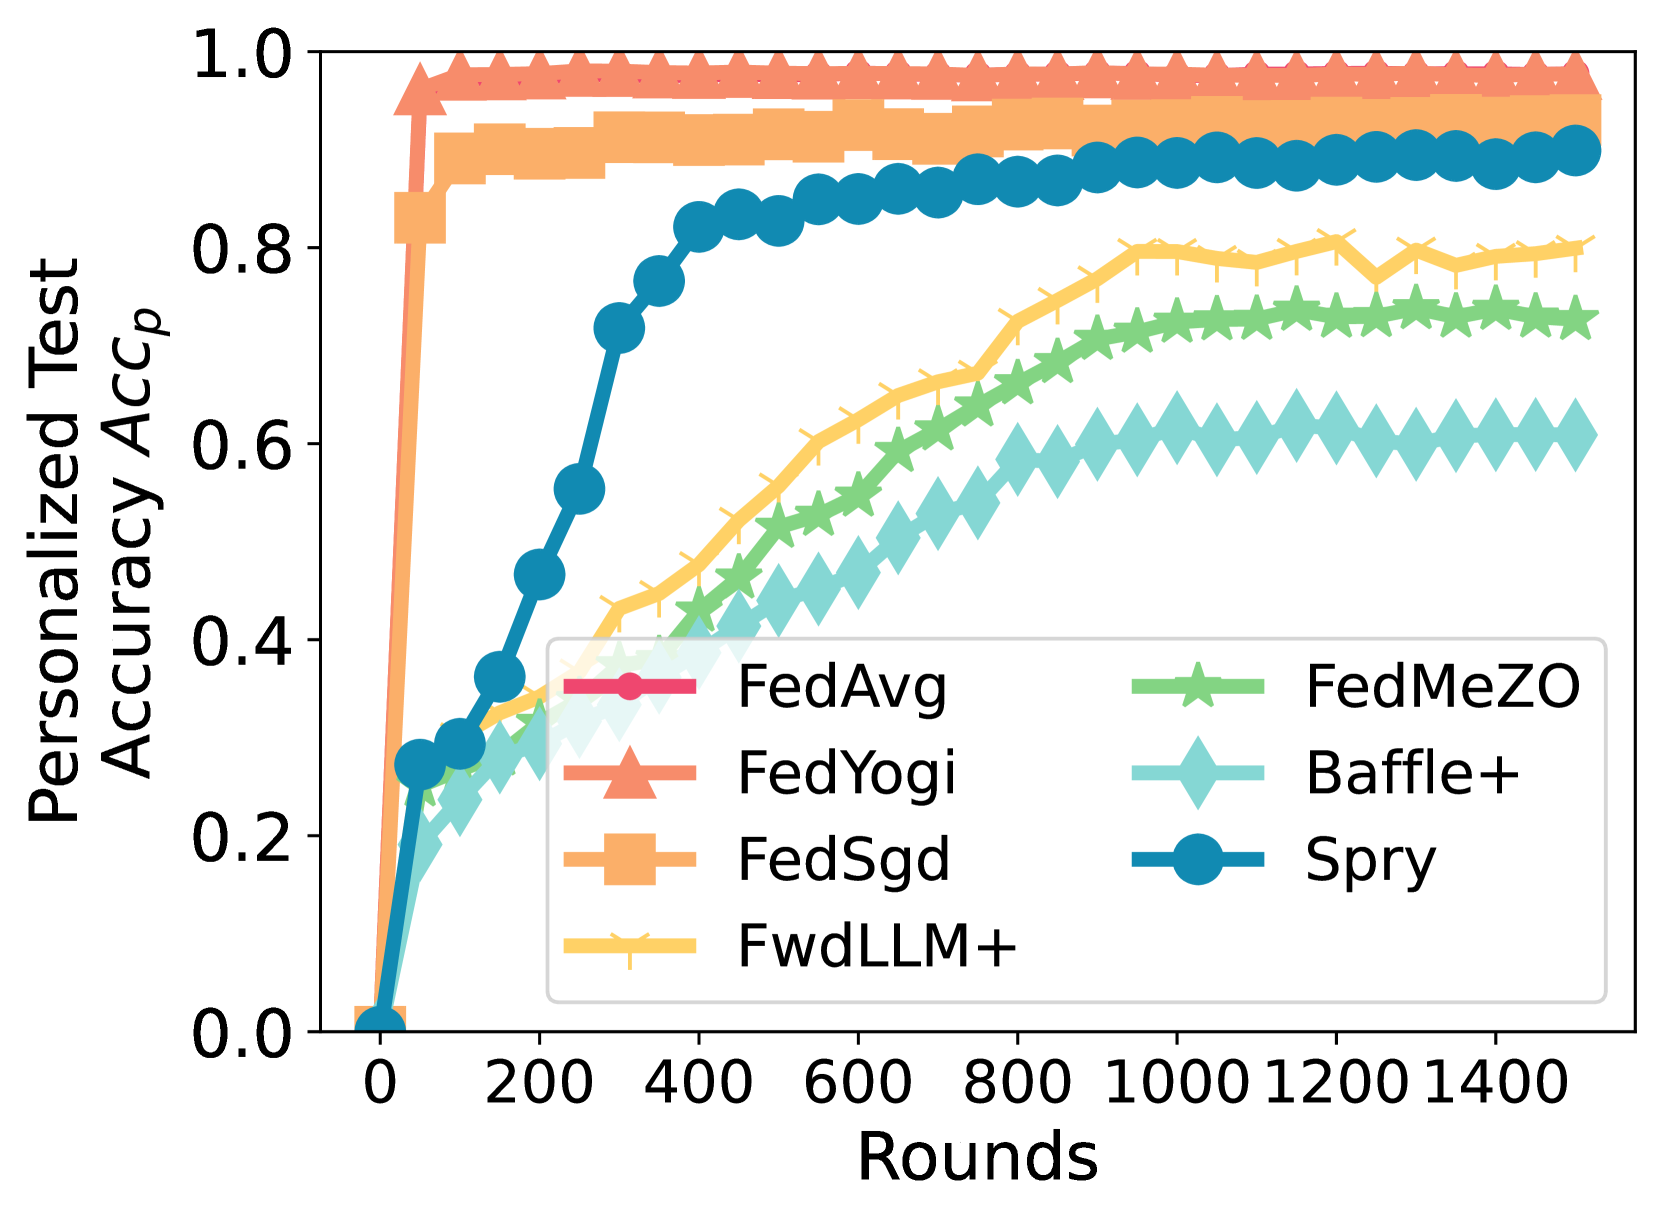 Personalized Test
Accuracy Acc_p
1.0
0.8
0.6
0.4
0.2
0.0
FedAvg
FedYogi
FedSgd
FwdLLM+
FedMeZO
Baffle+
Spry
0 200 400 600 800 1000 1200 1400
Rounds